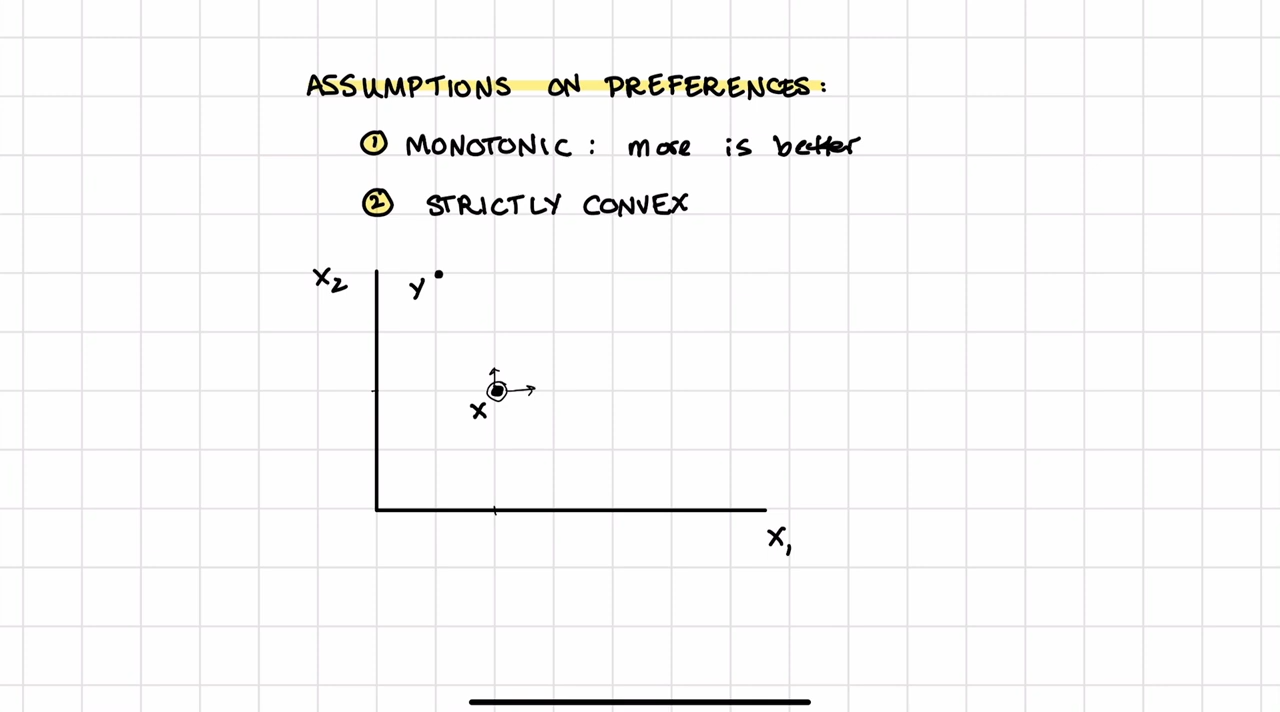 ASSUMPTIONS ON PREFERENCES:
① MONOTONIC: more is better
② STRICTLY CONVEX
X₂
Y
X
X₁